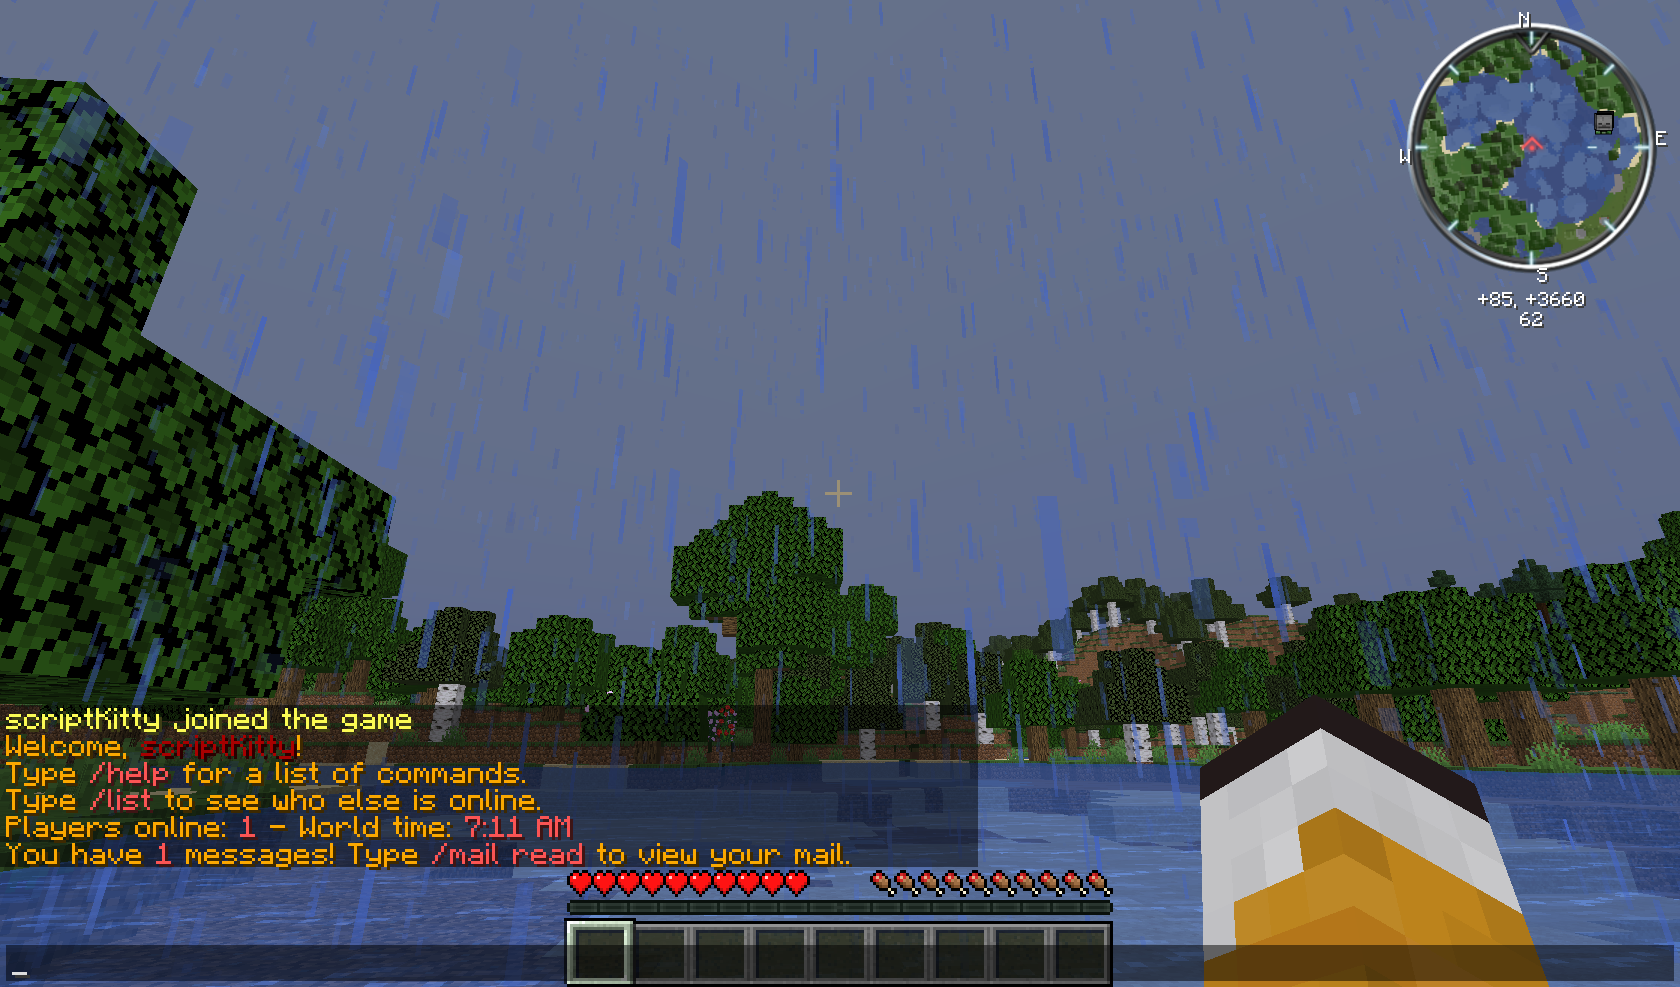 N
W
E
S
+85, +3660
62
scriptKitty joined the game
Welcome, scriptKitty!
Type /help for a list of commands.
Type /list to see who else is online.
Players online: 1 - World time: 7:11 AM
You have 1 messages! Type /mail read to view your mail.
_